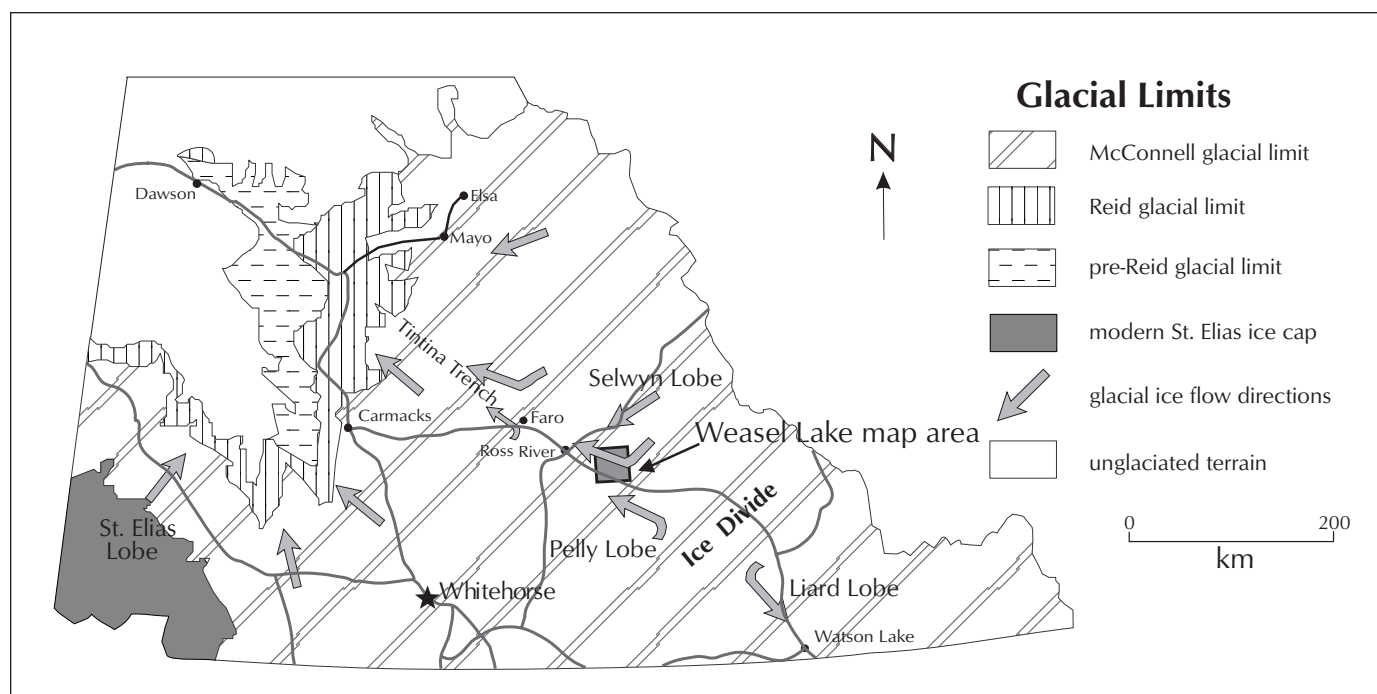 Glacial Limits
N
McConnell glacial limit
Reid glacial limit
pre-Reid glacial limit
modern St. Elias ice cap
glacial ice flow directions
unglaciated terrain
0 200
km
Dawson
Elsa
Mayo
Tintina Trench
Selwyn Lobe
Carmacks
Faro
Weasel Lake map area
Ross River
St. Elias
Lobe
Pelly Lobe
Ice Divide
Whitehorse
Liard Lobe
Watson Lake